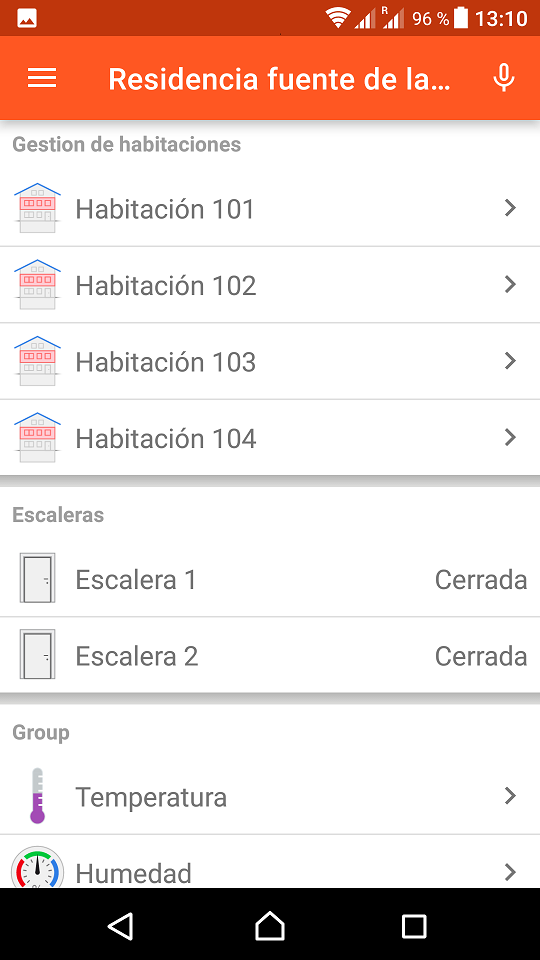 R 96 % 13:10
Residencia fuente de la...
Gestion de habitaciones
Habitación 101
Habitación 102
Habitación 103
Habitación 104
Escaleras
Escalera 1 Cerrada
Escalera 2 Cerrada
Group
Temperatura
Humedad